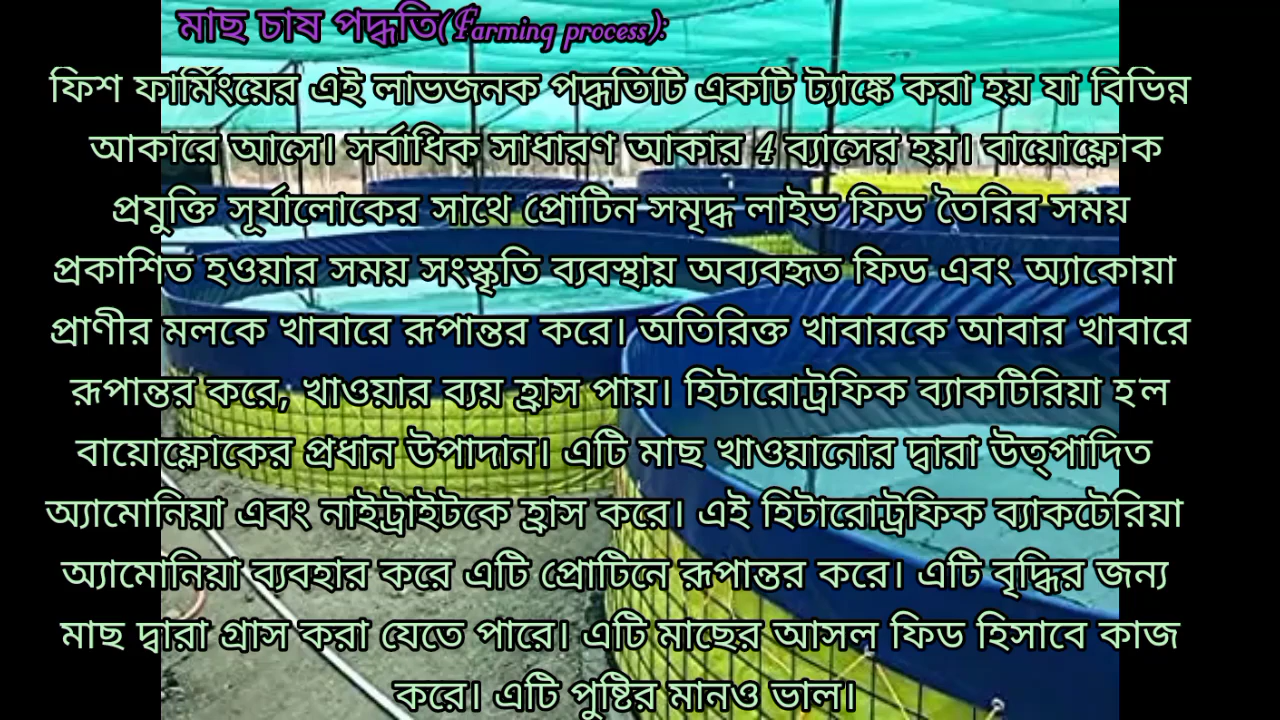 মাছ চাষ পদ্ধতি(Farming process):
ফিশ ফার্মিংয়ের এই লাভজনক পদ্ধতিটি একটি ট্যাঙ্কে করা হয় যা বিভিন্ন
আকারে আসে। সর্বাধিক সাধারণ আকার 4 ব্যাসের হয়। বায়োফ্লোক
প্রযুক্তি সূর্যালোকের সাথে প্রোটিন সমৃদ্ধ লাইভ ফিড তৈরির সময়
প্রকাশিত হওয়ার সময় সংস্কৃতি ব্যবস্থায় অব্যবহৃত ফিড এবং অ্যাকোয়া
প্রাণীর মলকে খাবারে রূপান্তর করে। অতিরিক্ত খাবারকে আবার খাবারে
রূপান্তর করে, খাওয়ার ব্যয় হ্রাস পায়। হিটারোট্রফিক ব্যাকটিরিয়া হ'ল
বায়োফ্লোকের প্রধান উপাদান। এটি মাছ খাওয়ানোর দ্বারা উত্পাদিত
অ্যামোনিয়া এবং নাইট্রাইটকে হ্রাস করে। এই হিটারোট্রফিক ব্যাকটেরিয়া
অ্যামোনিয়া ব্যবহার করে এটি প্রোটিনে রূপান্তর করে। এটি বৃদ্ধির জন্য
মাছ দ্বারা গ্রাস করা যেতে পারে। এটি মাছের আসল ফিড হিসাবে কাজ
করে। এটি পুষ্টির মানও ভাল।